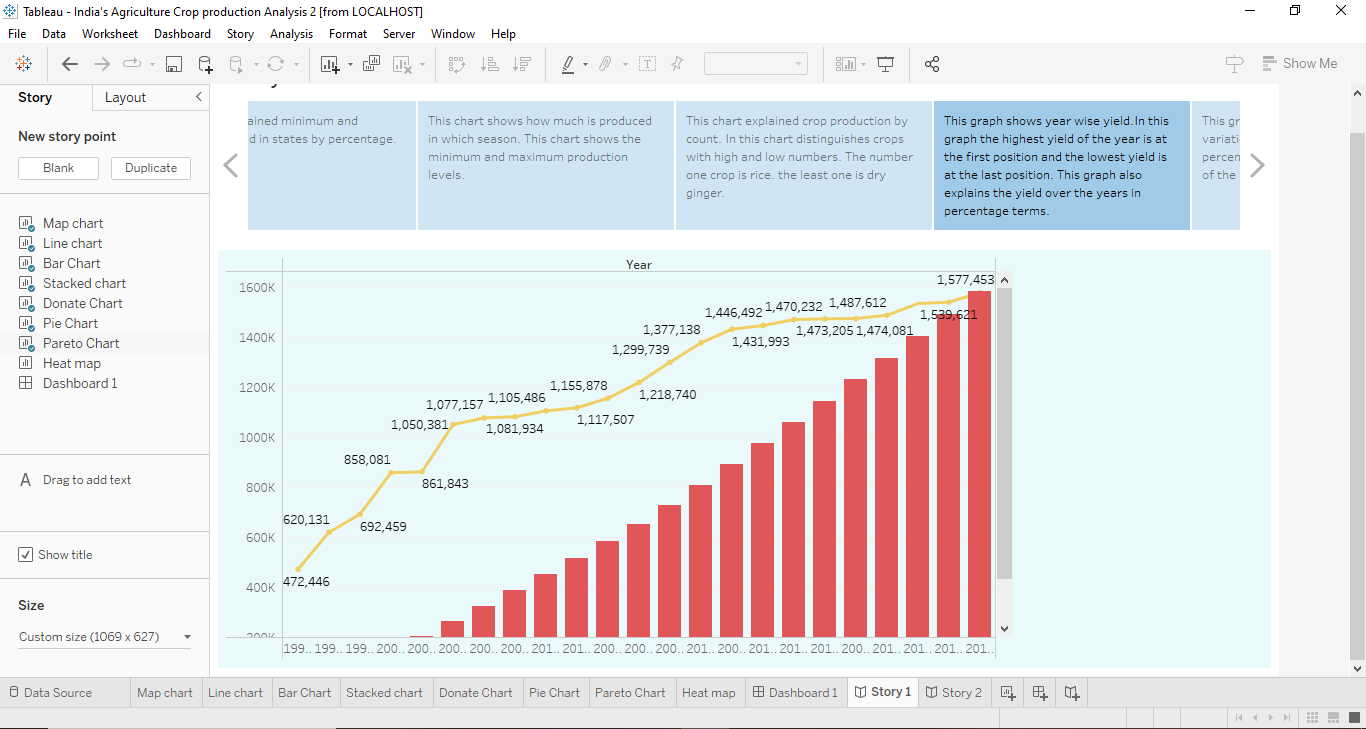 Tableau - India's Agriculture Crop production Analysis 2 [from LOCALHOST]
File Data Worksheet Dashboard Story Analysis Format Server Window Help
Show Me
Story Layout
New story point
Blank Duplicate
Map chart
Line chart
Bar Chart
Stacked chart
Donate Chart
Pie Chart
Pareto Chart
Heat map
Dashboard 1
A Drag to add text
Show title
Size
Custom size (1069 x 627)
ained minimum and
d in states by percentage.
This chart shows how much is produced
in which season. This chart shows the
minimum and maximum production
levels.
This chart explained crop production by
count. In this chart distinguishes crops
with high and low numbers. The number
one crop is rice. the least one is dry
ginger.
This graph shows year wise yield.In this
graph the highest yield of the year is at
the first position and the lowest yield is
at the last position. This graph also
explains the yield over the years in
percentage terms.
This gr
variati
percen
of the
Year
1600K
1400K
1200K
1000K
800K
600K
400K
200K
472,446
620,131
692,459
858,081
861,843
1,050,381
1,077,157
1,081,934
1,105,486
1,117,507
1,155,878
1,218,740
1,299,739
1,377,138
1,446,492
1,431,993
1,470,232
1,473,205
1,487,612
1,474,081
1,539,621
1,577,453
199.. 199.. 199.. 200.. 200.. 200.. 200.. 200.. 201.. 201.. 200.. 200.. 200.. 201.. 200.. 201.. 201.. 201.. 200.. 201.. 201.. 201.. 201..
Data Source Map chart Line chart Bar Chart Stacked chart Donate Chart Pie Chart Pareto Chart Heat map Dashboard 1 Story 1 Story 2